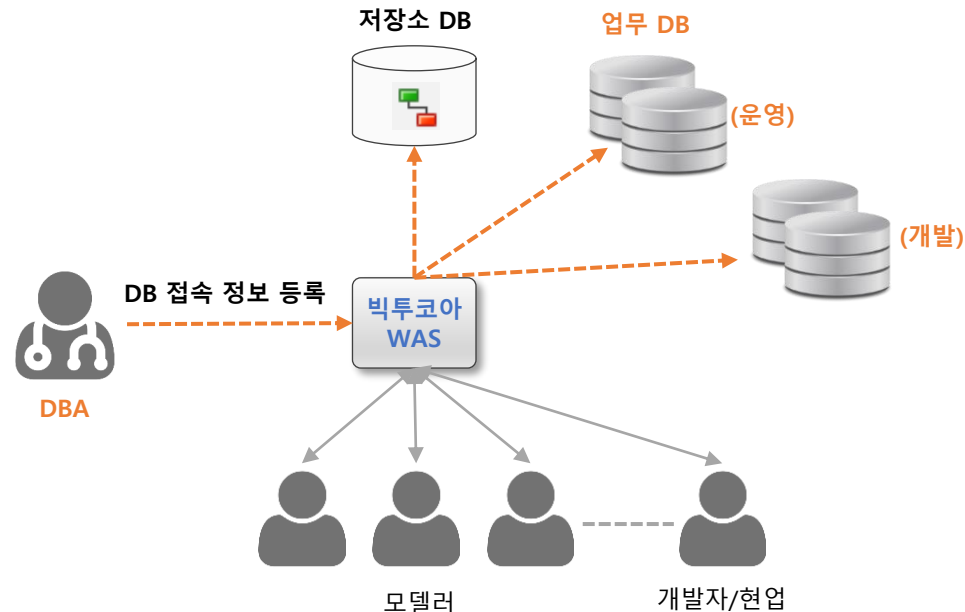 저장소 DB
업무 DB
(운영)
(개발)
DB 접속 정보 등록
빅투코아
WAS
DBA
모델러
개발자/현업